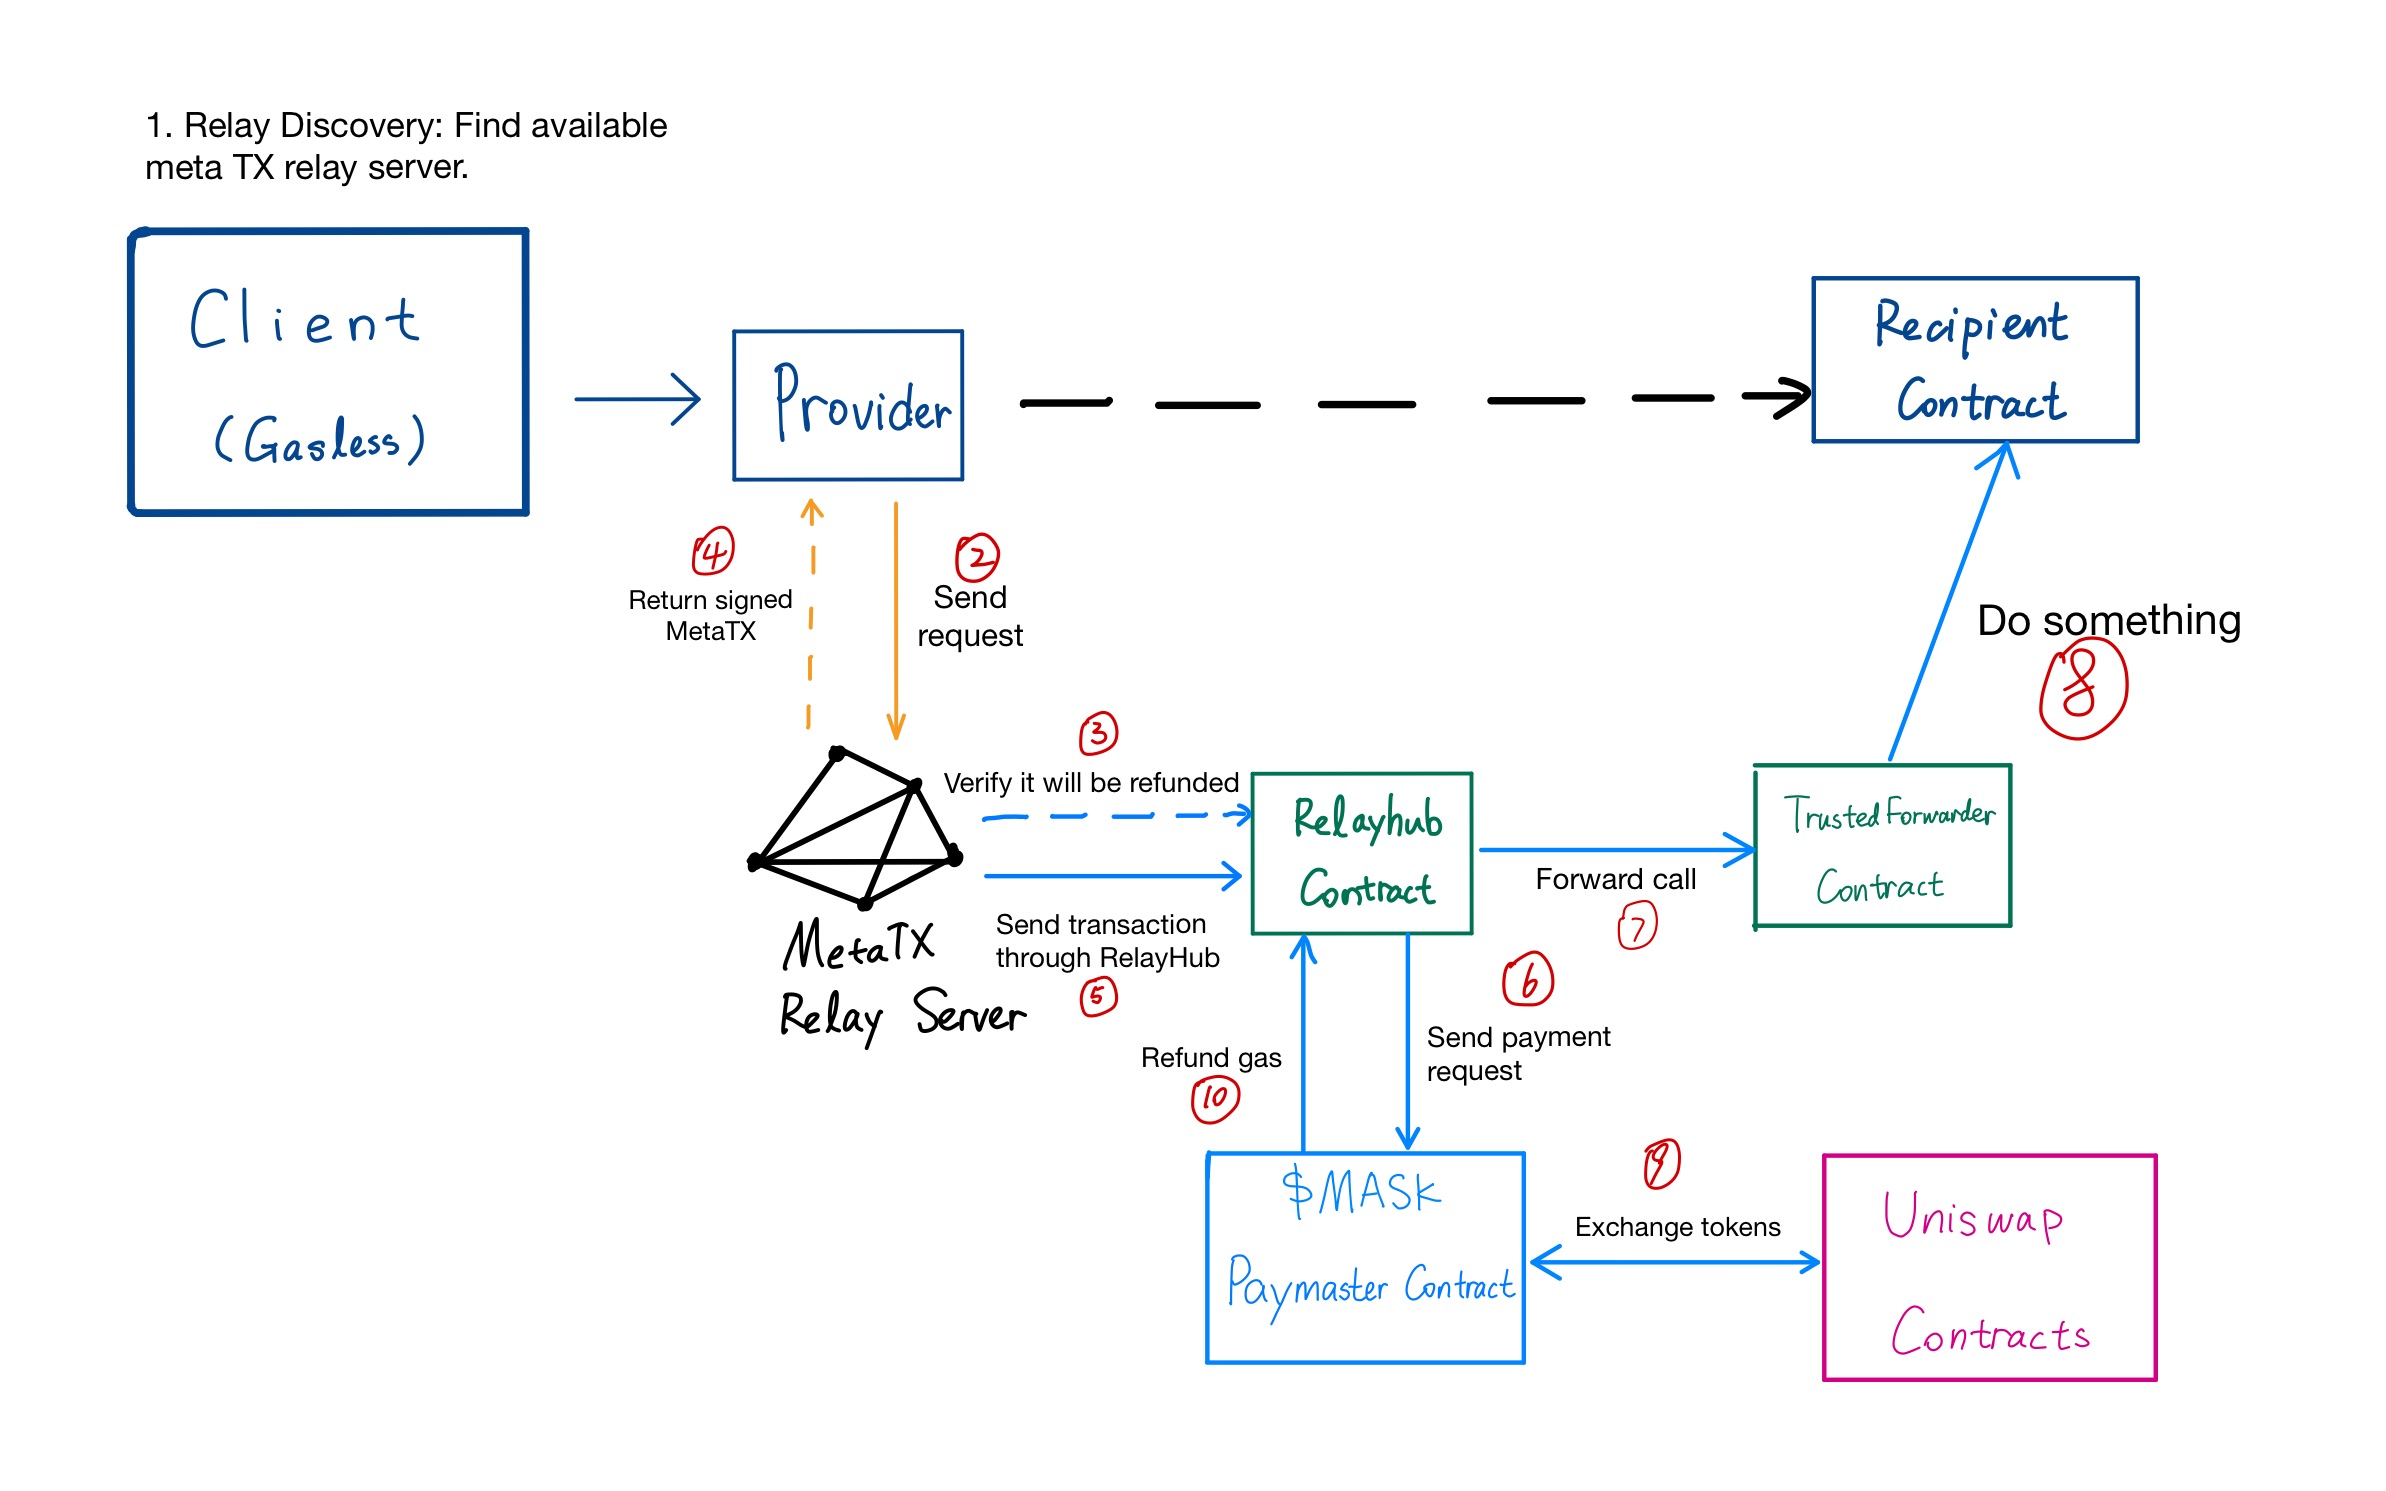 1. Relay Discovery: Find available
meta TX relay server.
Client
(Gasless)
Provider
Recipient
Contract
4
Return signed
MetaTX
2
Send
request
Do something
8
3
Verify it will be refunded
Relayhub
Contract
Trusted Forwarder
Contract
Forward call
7
MetaTX
Relay Server
Send transaction
through RelayHub
5
6
Send payment
request
Refund gas
10
$MASK
Paymaster Contract
9
Exchange tokens
Uniswap
Contracts